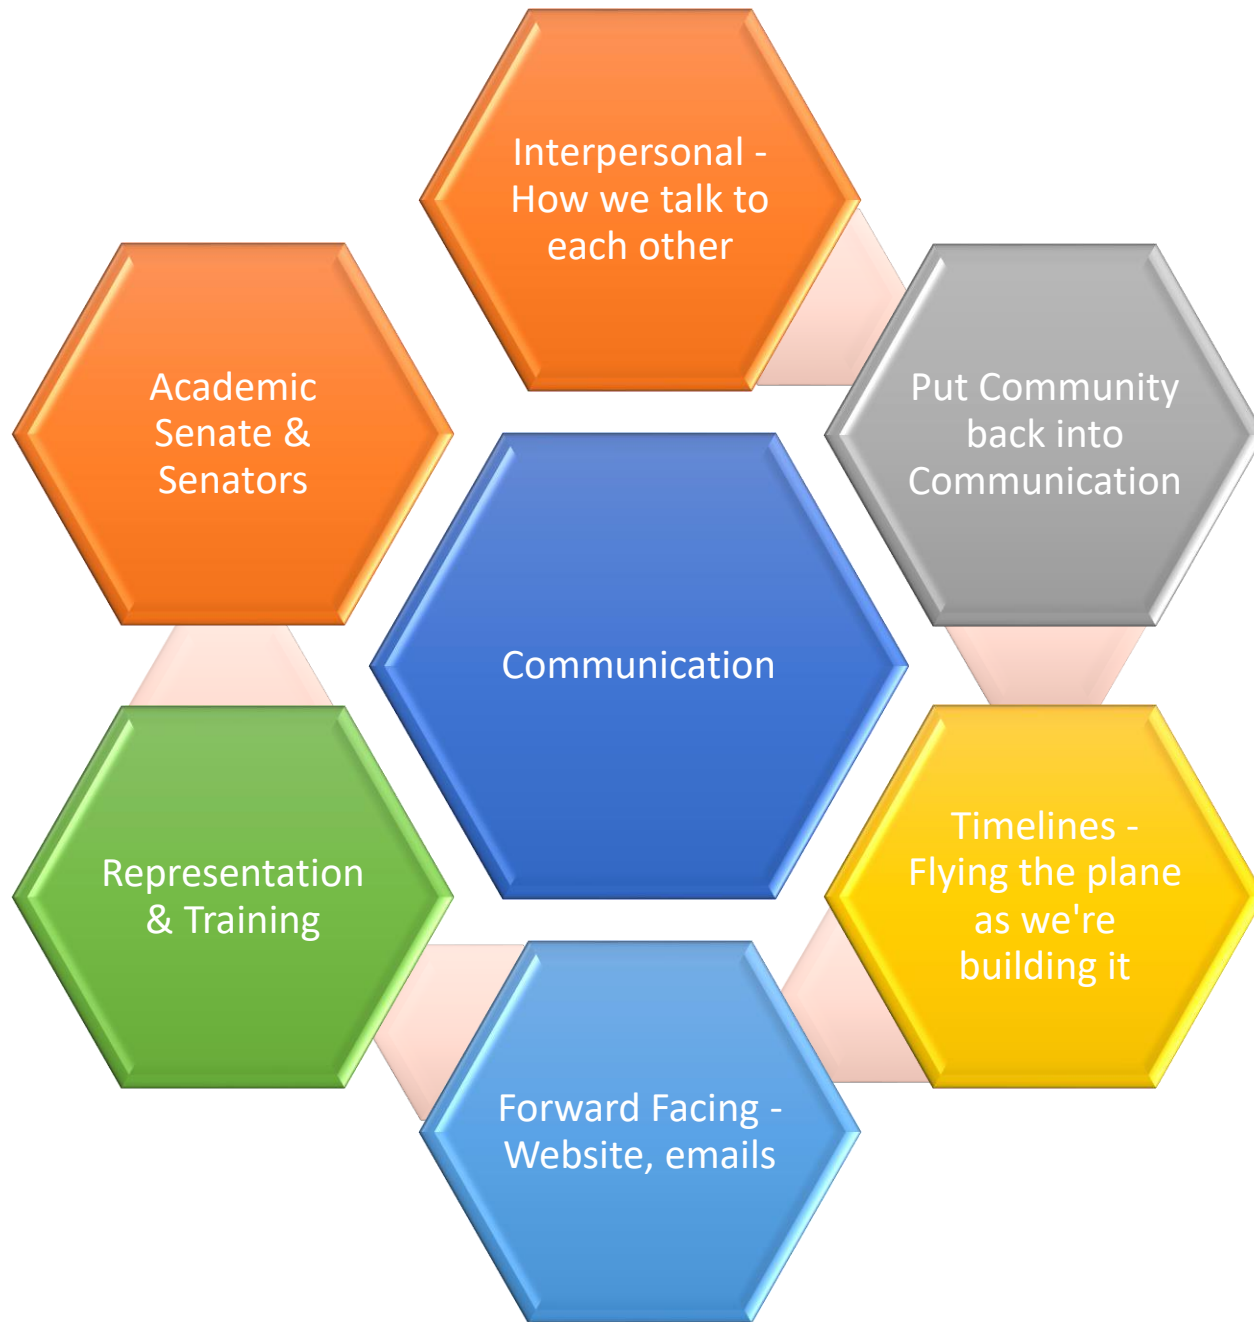 Interpersonal -
How we talk to
each other
Put Community
back into
Communication
Timelines -
Flying the plane
as we're
building it
Forward Facing -
Website, emails
Representation
& Training
Academic
Senate &
Senators
Communication